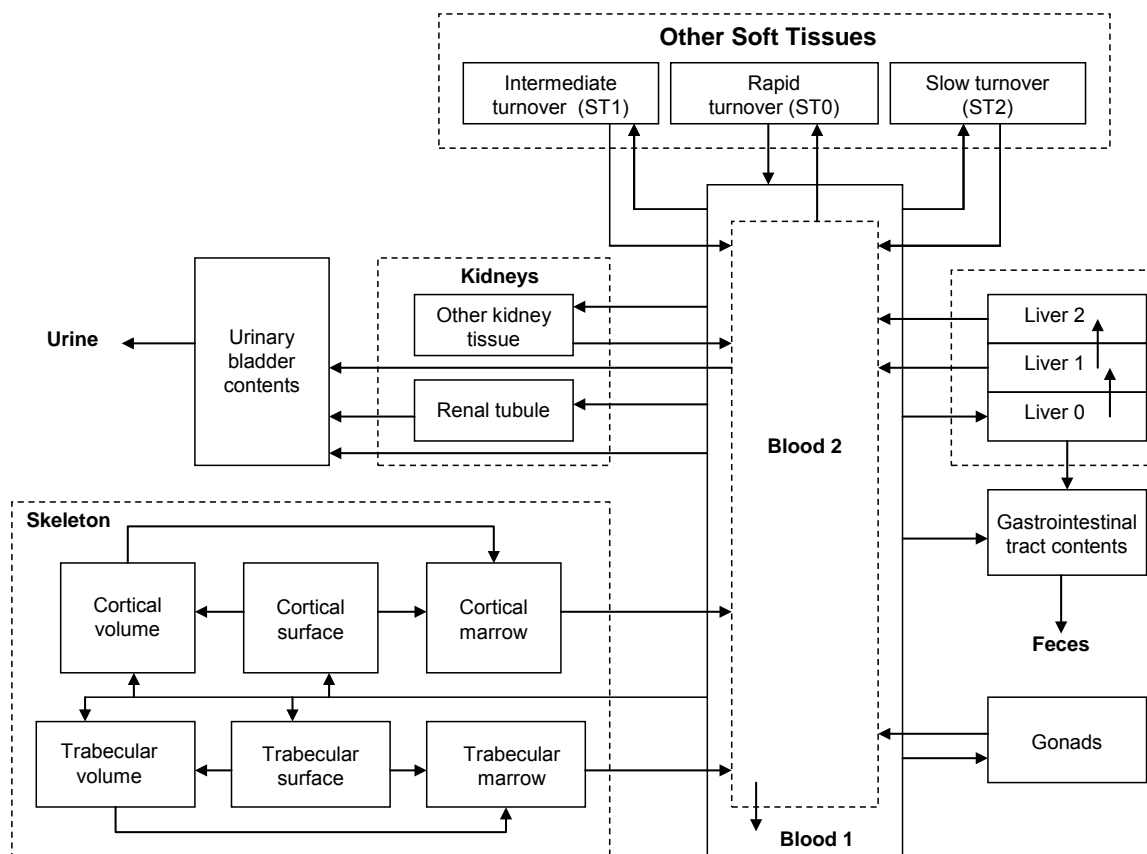 Other Soft Tissues
Intermediate
turnover (ST1)
Rapid
turnover (ST0)
Slow turnover
(ST2)
Kidneys
Other kidney
tissue
Renal tubule
Urine
Urinary
bladder
contents
Liver 2
Liver 1
Liver 0
Blood 2
Gastrointestinal
tract contents
Feces
Skeleton
Cortical
volume
Cortical
surface
Cortical
marrow
Trabecular
volume
Trabecular
surface
Trabecular
marrow
Gonads
Blood 1